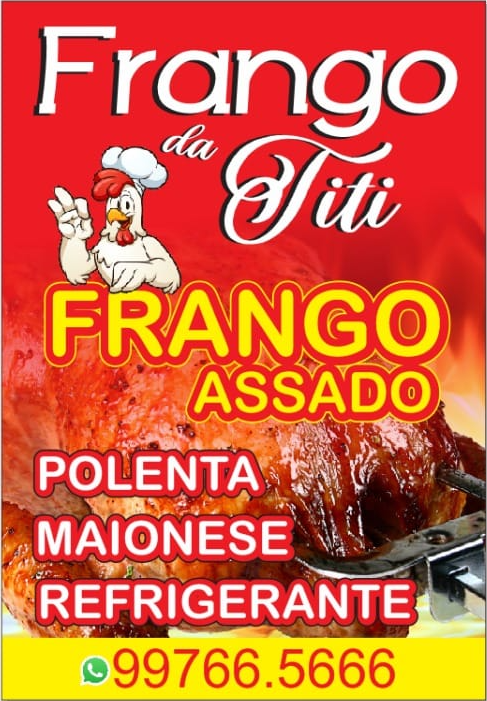 Frango
da
Titi
FRANGO
ASSADO
POLENTA
MAIONESE
REFRIGERANTE
99766.5666